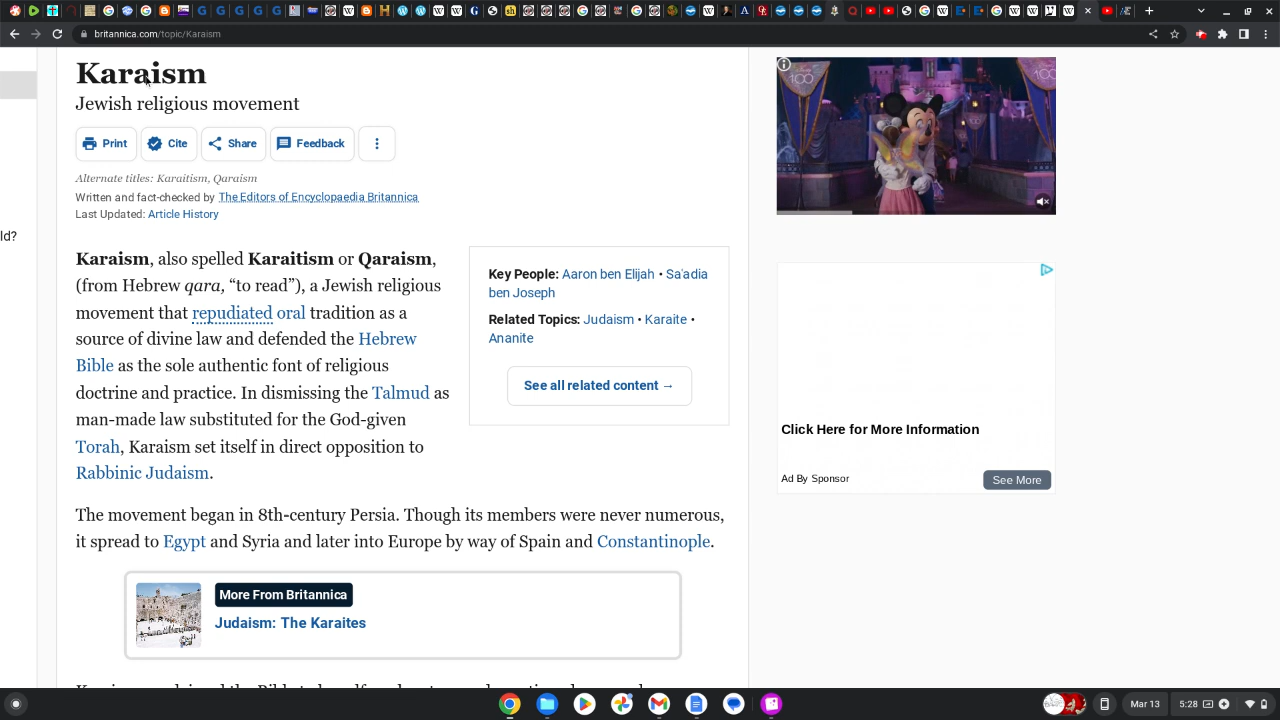 britannica.com/topic/Karaism
Karaism
Jewish religious movement
Print
Cite
Share
Feedback
Alternate titles: Karaitism, Qaraism
Written and fact-checked by The Editors of Encyclopaedia Britannica
Last Updated: Article History
ld?
Karaism, also spelled Karaitism or Qaraism,
(from Hebrew qara, “to read”), a Jewish religious
movement that repudiated oral tradition as a
source of divine law and defended the Hebrew
Bible as the sole authentic font of religious
doctrine and practice. In dismissing the Talmud as
man-made law substituted for the God-given
Torah, Karaism set itself in direct opposition to
Rabbinic Judaism.
Key People: Aaron ben Elijah • Sa'adia
ben Joseph
Related Topics: Judaism • Karaite •
Ananite
See all related content →
The movement began in 8th-century Persia. Though its members were never numerous,
it spread to Egypt and Syria and later into Europe by way of Spain and Constantinople.
More From Britannica
Judaism: The Karaites
100
Click Here for More Information
Ad By Sponsor
See More
Mar 13
5:28